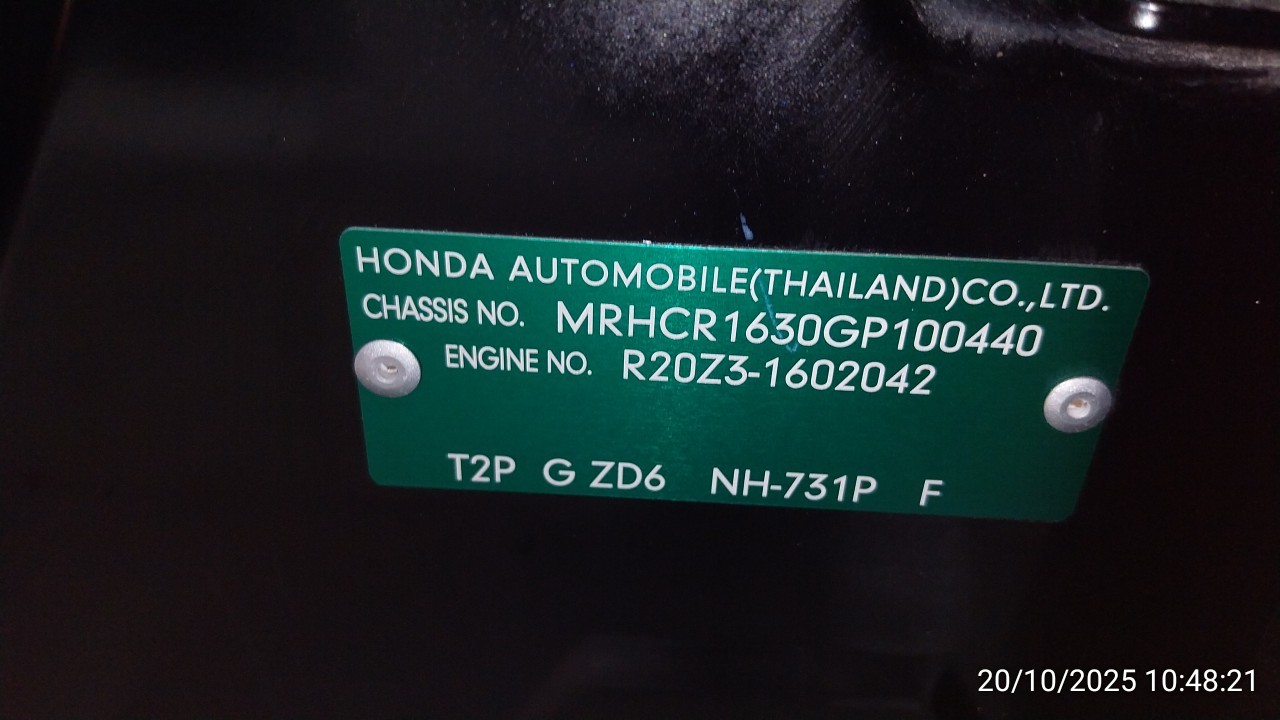 HONDA AUTOMOBILE(THAILAND)CO.,LTD.
CHASSIS NO. MRHCR1630GP100440
ENGINE NO. R20Z3-1602042
T2P G ZD6 NH-731P F
20/10/2025 10:48:21